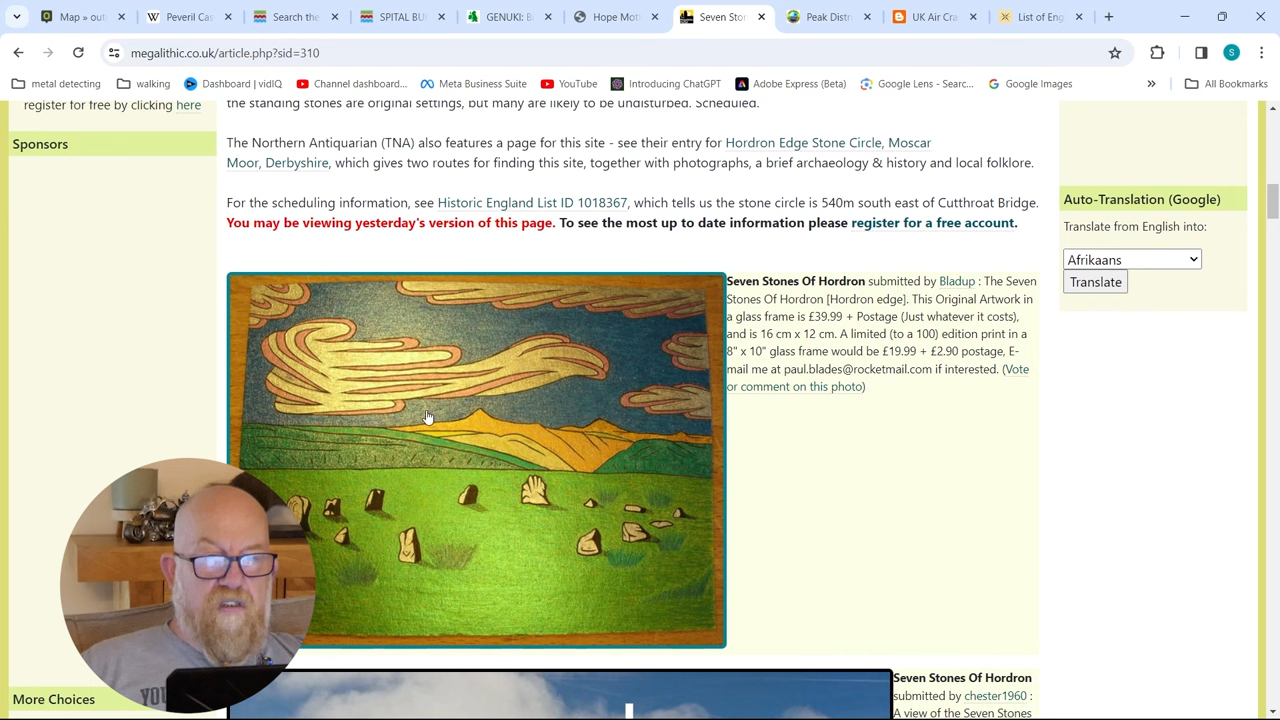 Map » our
Peveril Cas
Search the
SPITAL BU
GENUKI: B
Hope Mot
Seven Sto
Peak Distr
UK Air Cra
List of Eng
megalithic.co.uk/article.php?sid=310
metal detecting
walking
Dashboard | vidIQ
Channel dashboard...
Meta Business Suite
YouTube
Introducing ChatGPT
Adobe Express (Beta)
Google Lens - Searc...
Google Images
All Bookmarks
register for free by clicking here
Sponsors
More Choices
the standing stones are original settings, but many are likely to be undisturbed. Scheduled.
The Northern Antiquarian (TNA) also features a page for this site - see their entry for Hordron Edge Stone Circle, Moscar
Moor, Derbyshire, which gives two routes for finding this site, together with photographs, a brief archaeology & history and local folklore.
For the scheduling information, see Historic England List ID 1018367, which tells us the stone circle is 540m south east of Cutthroat Bridge.
You may be viewing yesterday's version of this page. To see the most up to date information please register for a free account.
Seven Stones Of Hordron submitted by Bladup : The Seven
Stones Of Hordron [Hordron edge]. This Original Artwork in
a glass frame is £39.99 + Postage (Just whatever it costs),
and is 16 cm x 12 cm. A limited (to a 100) edition print in a
8" x 10" glass frame would be £19.99 + £2.90 postage, E-
mail me at paul.blades@rocketmail.com if interested. (Vote
or comment on this photo)
Seven Stones Of Hordron
submitted by chester1960 :
A view of the Seven Stones
Auto-Translation (Google)
Translate from English into:
Afrikaans
Translate
S